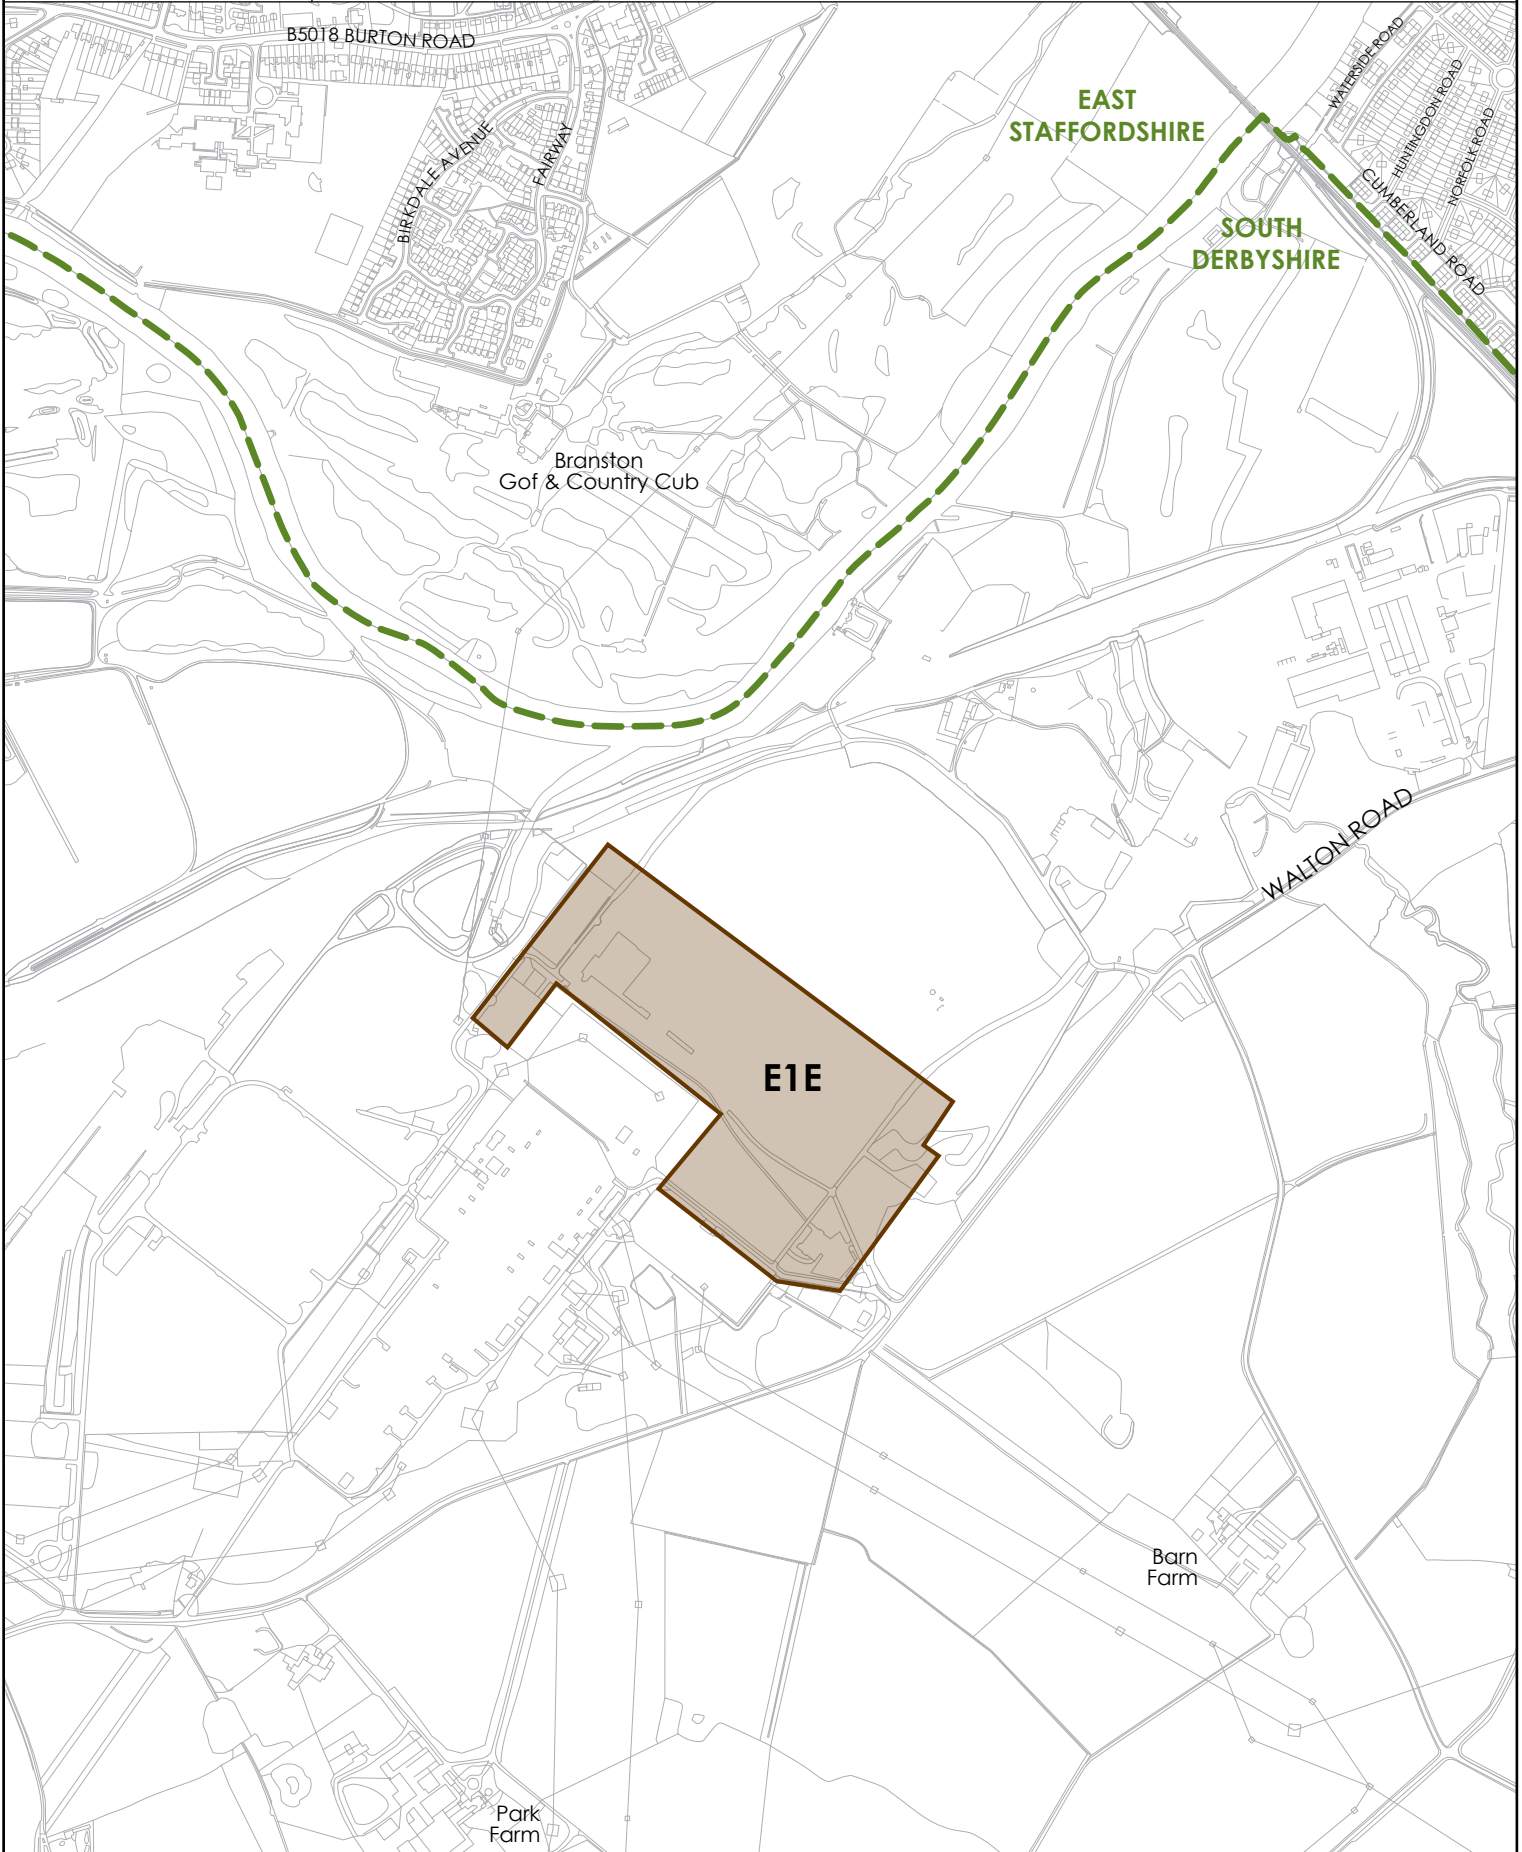 B5018 BURTON ROAD
WATERSIDE ROAD
HUNTINGDON ROAD
NORFOLK ROAD
EAST
STAFFORDSHIRE
BIRKDALE AVENUE
FAIRWAY
CUMBERLAND ROAD
SOUTH
DERBYSHIRE
Branston
Gof & Country Cub
WALTON ROAD
E1E
Barn
Farm
Park
Farm